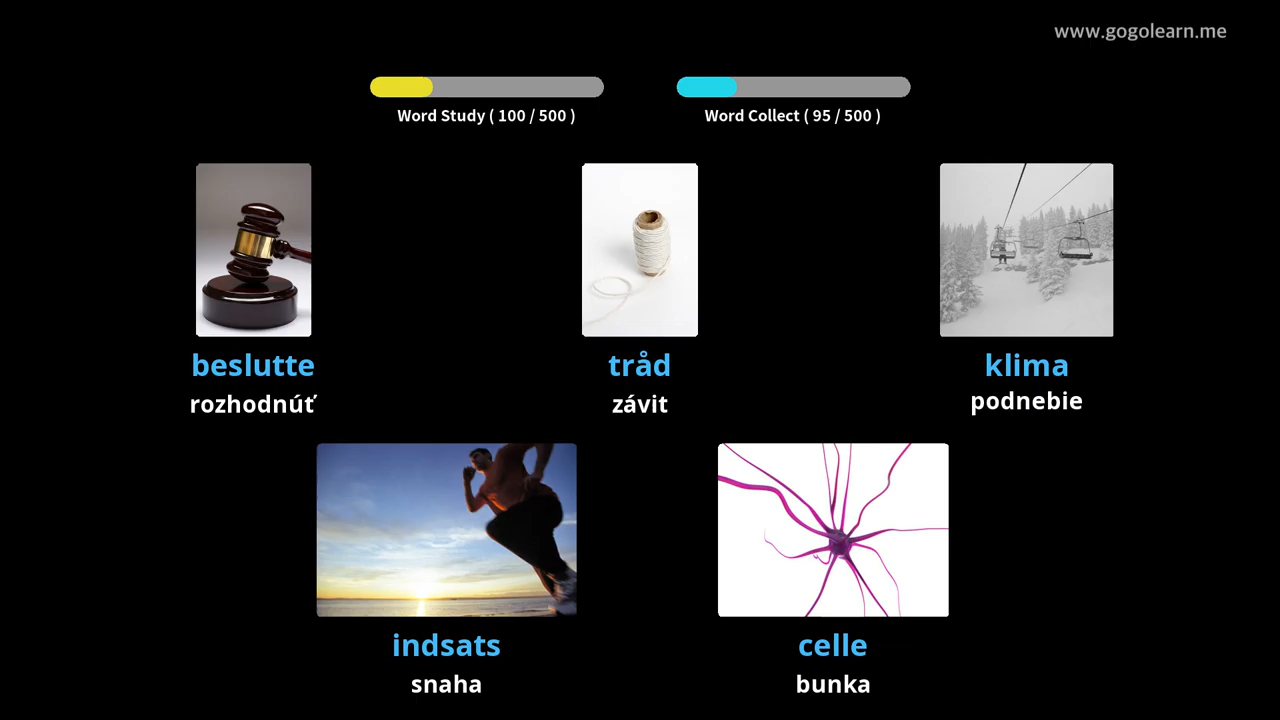 www.gogolearn.me
Word Study ( 100 / 500 )
Word Collect ( 95 / 500 )
beslutte
rozhodnúť
tråd
závit
klima
podnebie
indsats
snaha
celle
bunka